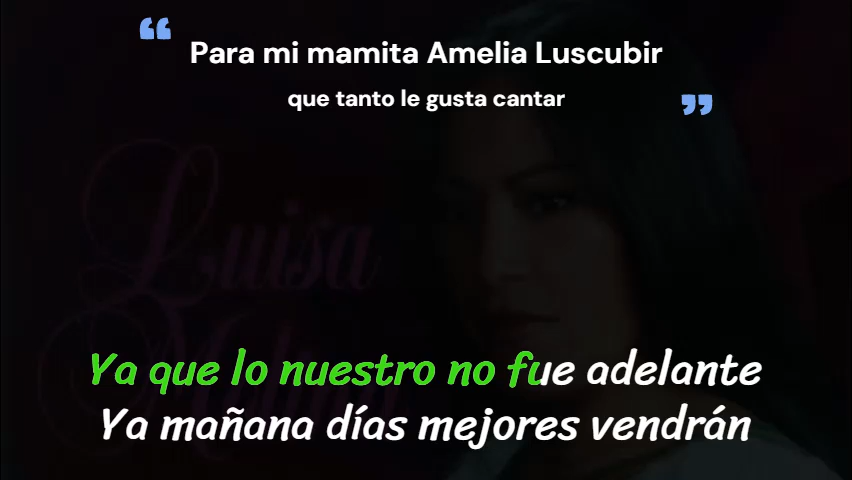 ❝
Para mi mamita Amelia Luscubir
que tanto le gusta cantar
❞
Luisa
Ya que lo nuestro no fue adelante
Ya mañana días mejores vendrán